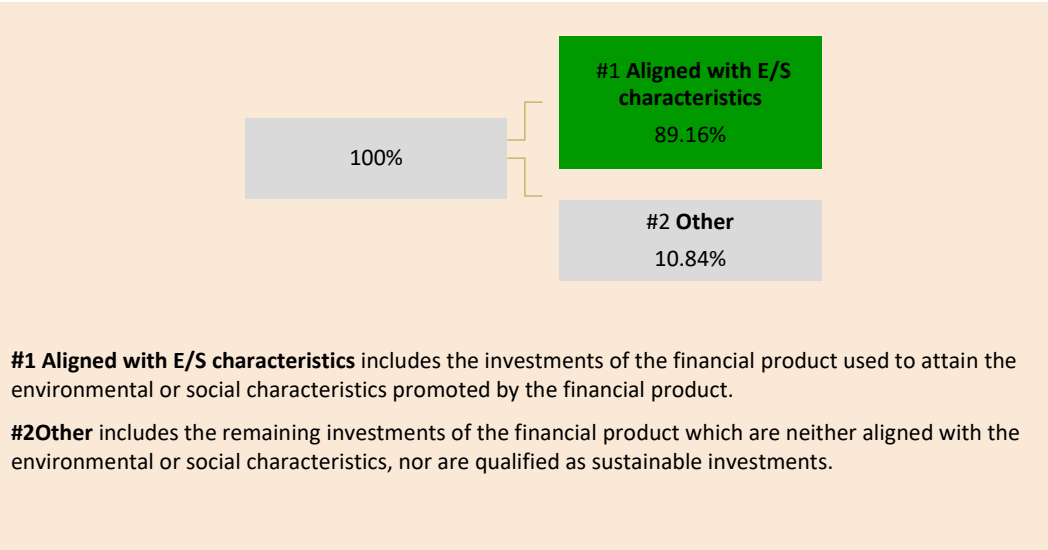 #1 Aligned with E/S
characteristics
89.16%
100%
#2 Other
10.84%
#1 Aligned with E/S characteristics includes the investments of the financial product used to attain the
environmental or social characteristics promoted by the financial product.
#2Other includes the remaining investments of the financial product which are neither aligned with the
environmental or social characteristics, nor are qualified as sustainable investments.